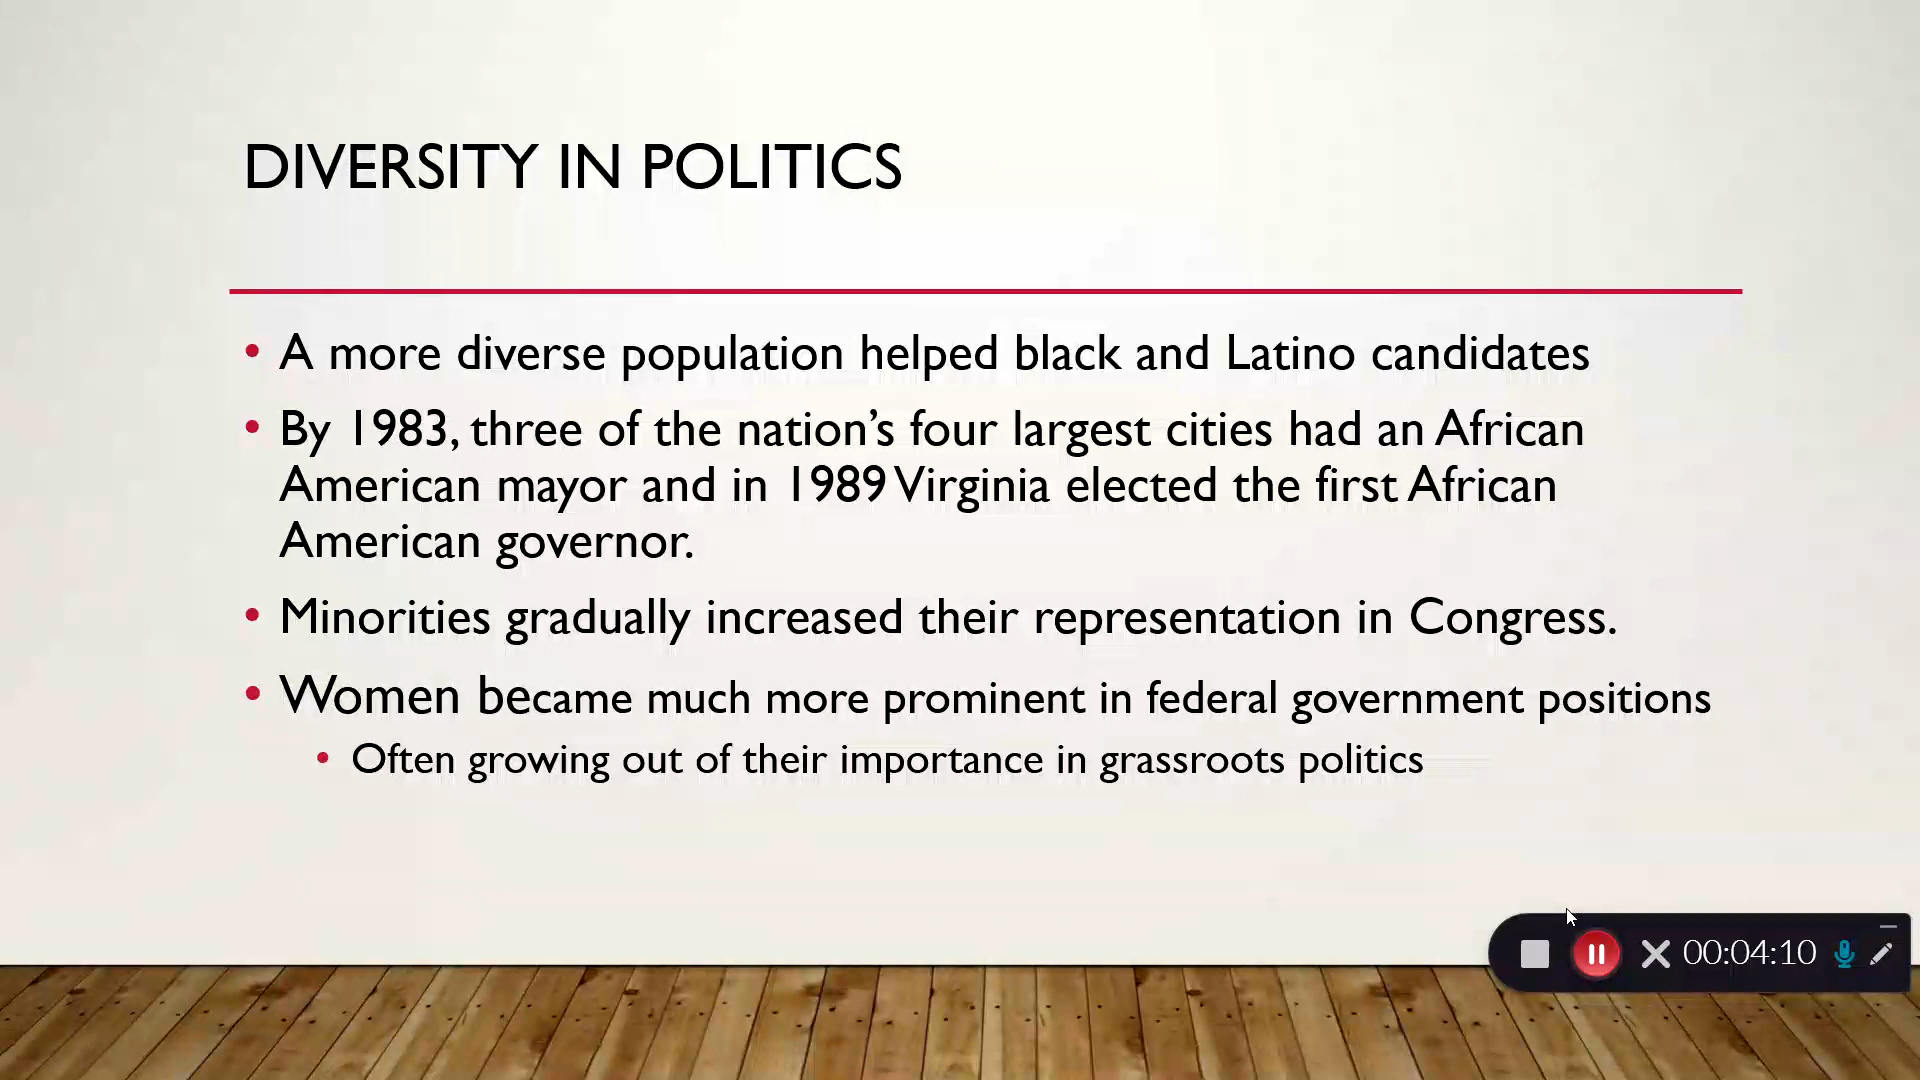 DIVERSITY IN POLITICS
• A more diverse population helped black and Latino candidates
• By 1983, three of the nation’s four largest cities had an African
American mayor and in 1989 Virginia elected the first African
American governor.
• Minorities gradually increased their representation in Congress.
• Women became much more prominent in federal government positions
• Often growing out of their importance in grassroots politics
00:04:10